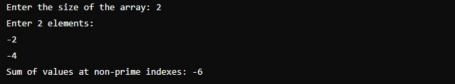 Enter the size of the array: 2
Enter 2 elements:
-2
-4
Sum of values at non-prime indexes: -6